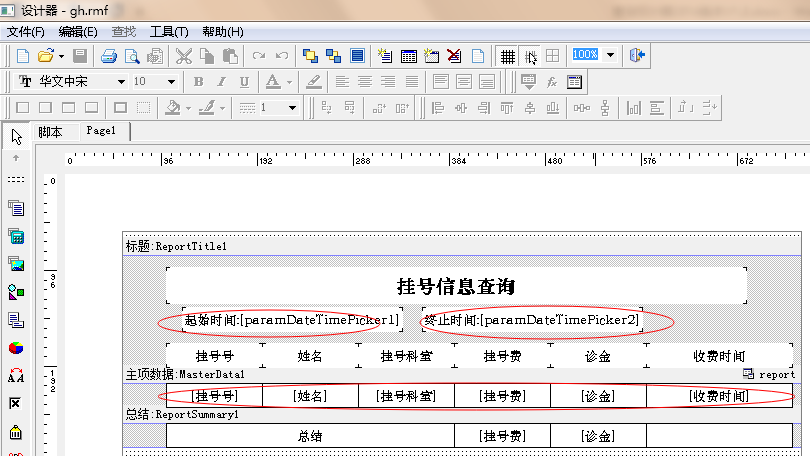 设计器 - gh.rmf
文件(F) 编辑(E) 查找 工具(T) 帮助(H)
100%
华文中宋 10 B I U A
1
脚本 Page1
0 96 192 288 384 480 576 672
0
标题:ReportTitle1
96
挂号信息查询
起始时间:[paramDateTimePicker1] 终止时间:[paramDateTimePicker2]
挂号号 姓名 挂号科室 挂号费 诊金 收费时间
192
主项数据:MasterData1 report
[挂号号] [姓名] [挂号科室] [挂号费] [诊金] [收费时间]
总结:ReportSummary1
总结 [挂号费] [诊金]